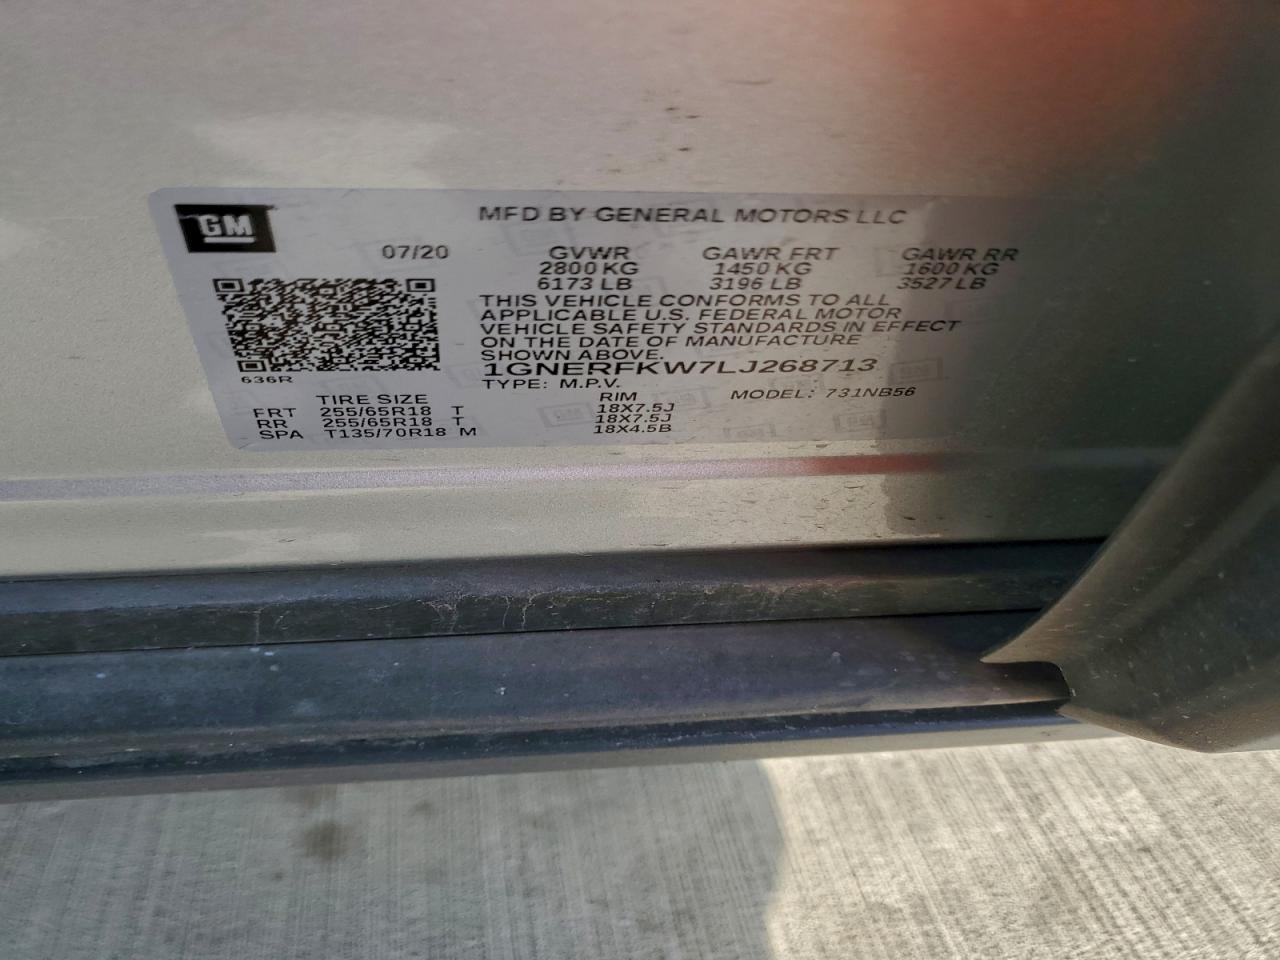 GM
MFD BY GENERAL MOTORS LLC
07/20 GVWR GAWR FRT GAWR RR
2800 KG 1450 KG 1600 KG
6173 LB 3196 LB 3527 LB
THIS VEHICLE CONFORMS TO ALL
APPLICABLE U.S. FEDERAL MOTOR
VEHICLE SAFETY STANDARDS IN EFFECT
ON THE DATE OF MANUFACTURE
SHOWN ABOVE.
1GNERFKW7LJ268713
636R
TYPE: M.P.V. MODEL: 731NB56
TIRE SIZE RIM
FRT 255/65R18 T 18X7.5J
RR 255/65R18 T 18X7.5J
SPA T135/70R18 M 18X4.5B